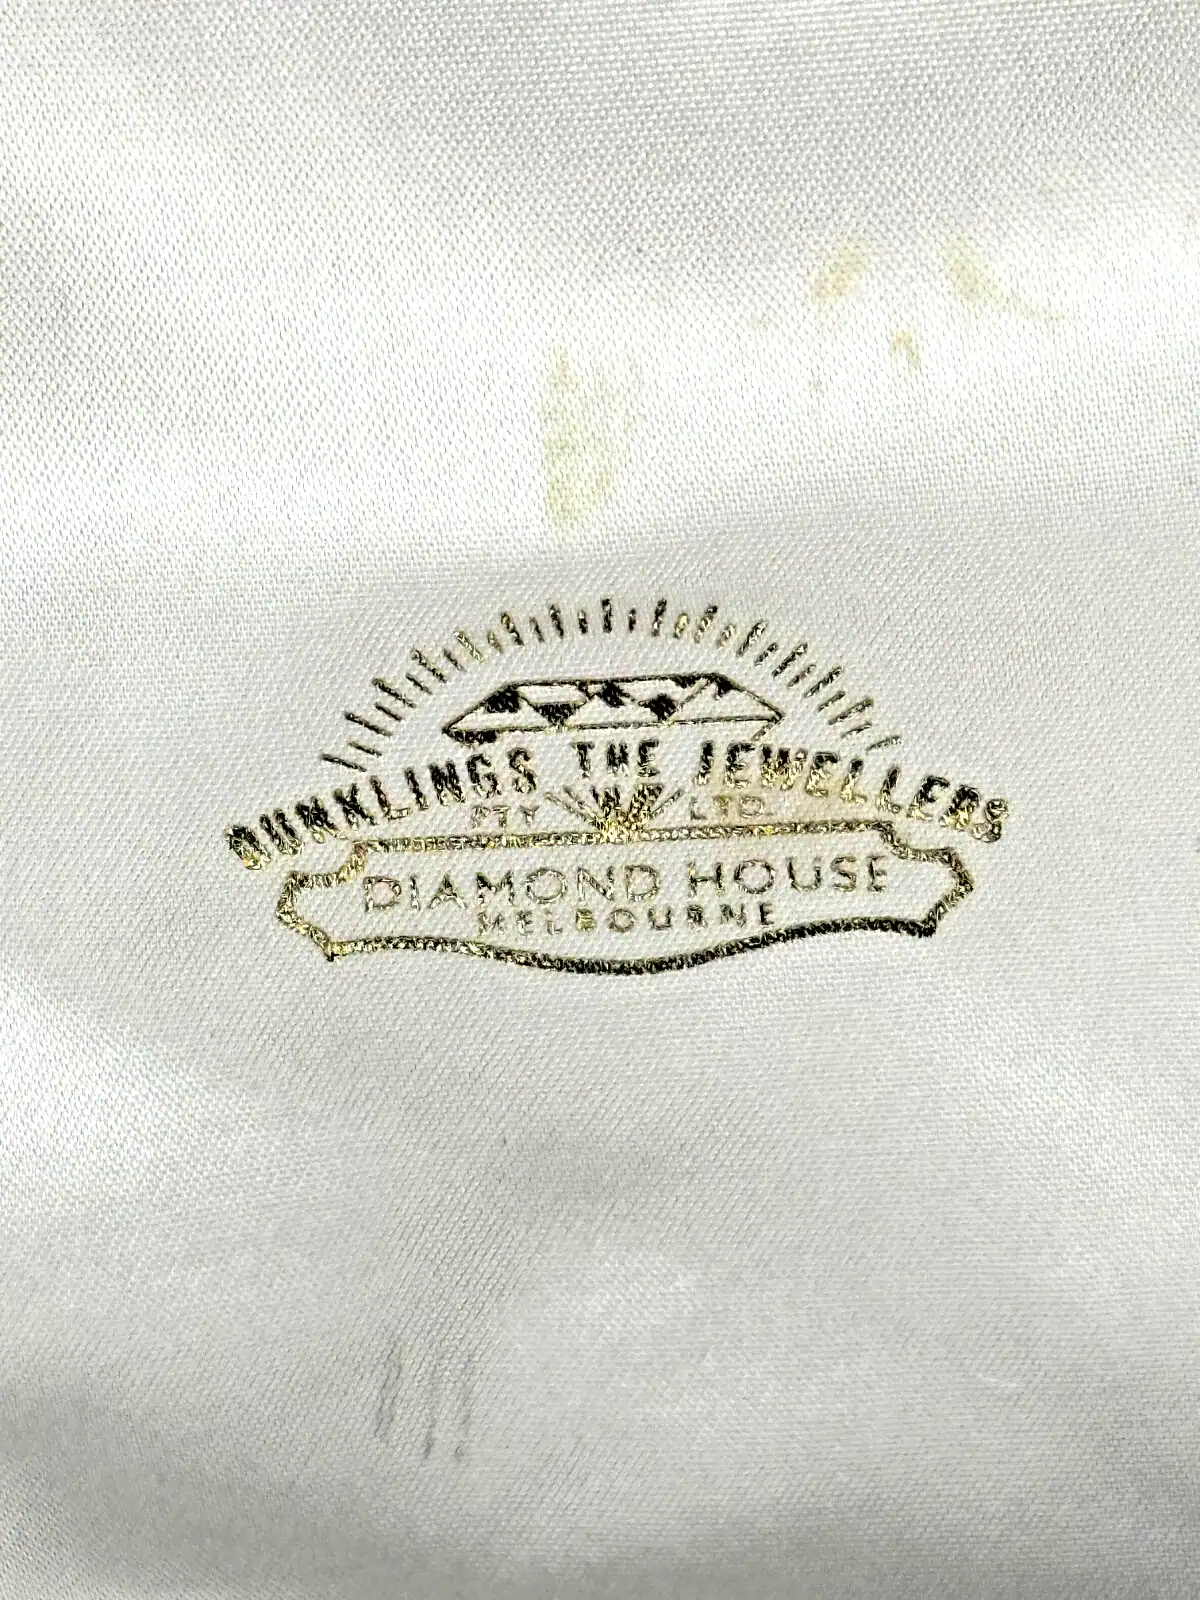 DUNKLINGS THE JEWELLERS
PTY LTD
DIAMOND HOUSE
MELBOURNE